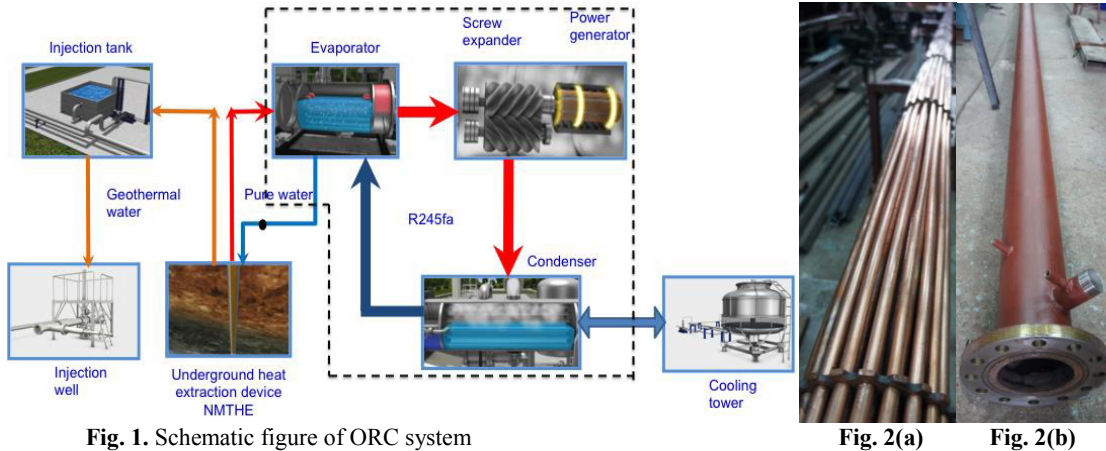 Injection tank
Evaporator
Screw
expander
Power
generator
Geothermal
water
Pure water
R245fa
Condenser
Injection
well
Underground heat
extraction device
NMTHE
Cooling
tower
Fig. 1. Schematic figure of ORC system
Fig. 2(a)
Fig. 2(b)